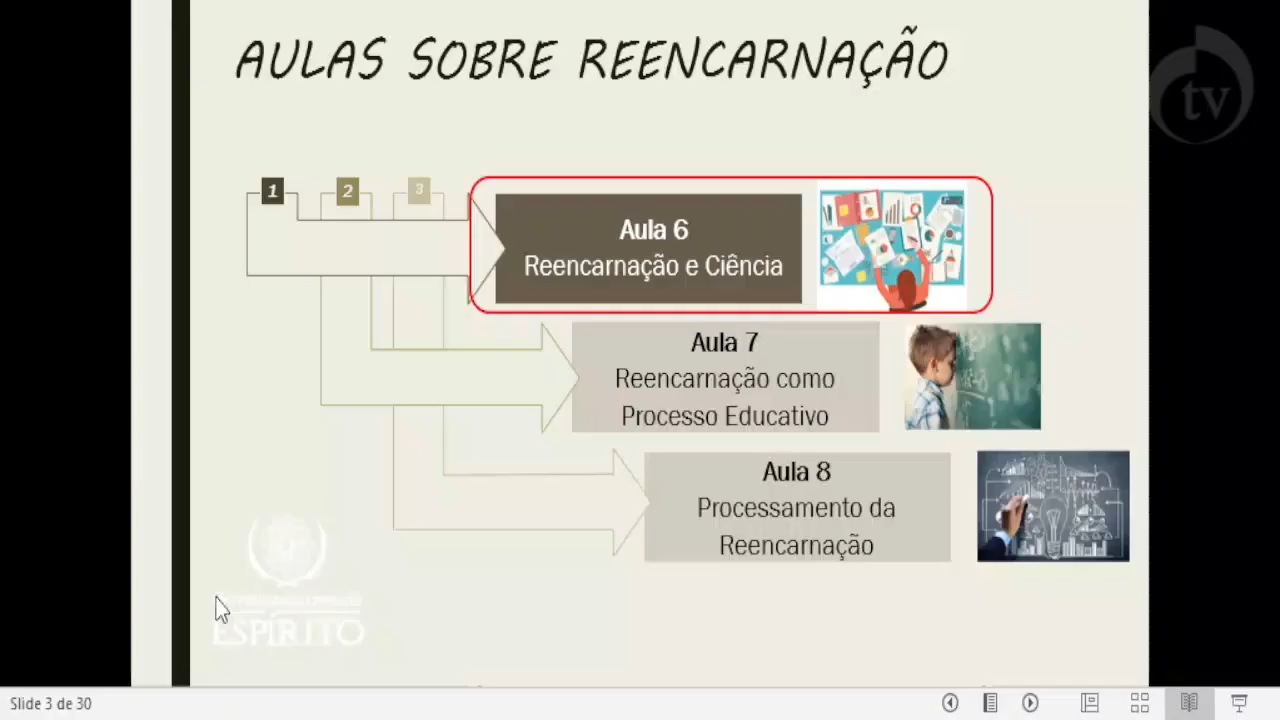 AULAS SOBRE REENCARNAÇÃO
tv
1
2
3
Aula 6
Reencarnação e Ciência
Aula 7
Reencarnação como
Processo Educativo
Aula 8
Processamento da
Reencarnação
ESPÍRITO
Slide 3 de 30